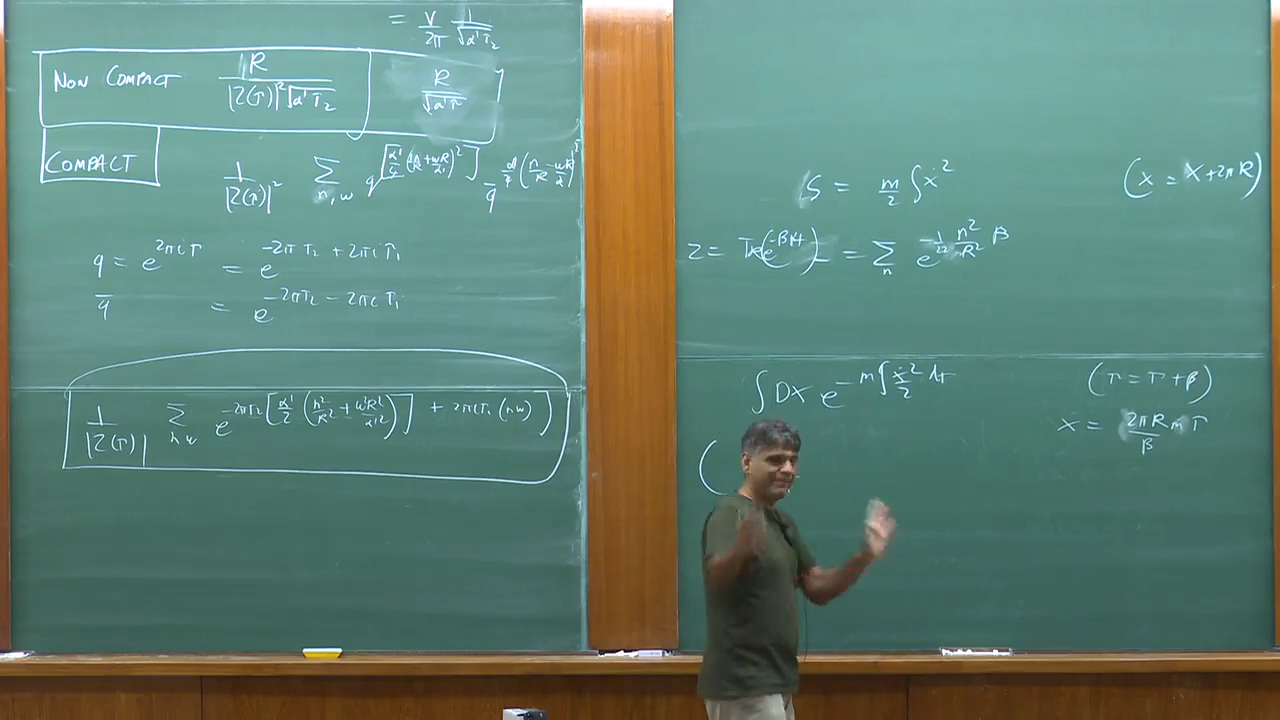 = V/2π 1/√α'τ₂
NON COMPACT R/|Z(τ)|²√α'τ₂ R/√α'τ
COMPACT 1/|Z(τ)|² Σ_{n,w} q^{[α'/4 (n/R + wR/α')²]} q̄^{α'/4 (n/R − wR/α')²}
q = e^{2πiτ} = e^{−2πτ₂ + 2πiτ₁}
q̄ = e^{−2πτ₂ − 2πiτ₁}
1/|Z(τ)| Σ_{n,w} e^{−2πτ₂[α'/2 (n²/R² + w²R²/α'²)] + 2πiτ₁(nw)}
S = m/2 ∫ẋ² (X = X + 2πR)
Z = Tr(e^{−βH}) = Σ_n e^{−1/2 n²/R² β}
∫DX e^{−m∫ẋ²/2 dτ} (τ = τ + β)
X = 2πR m/β τ
(